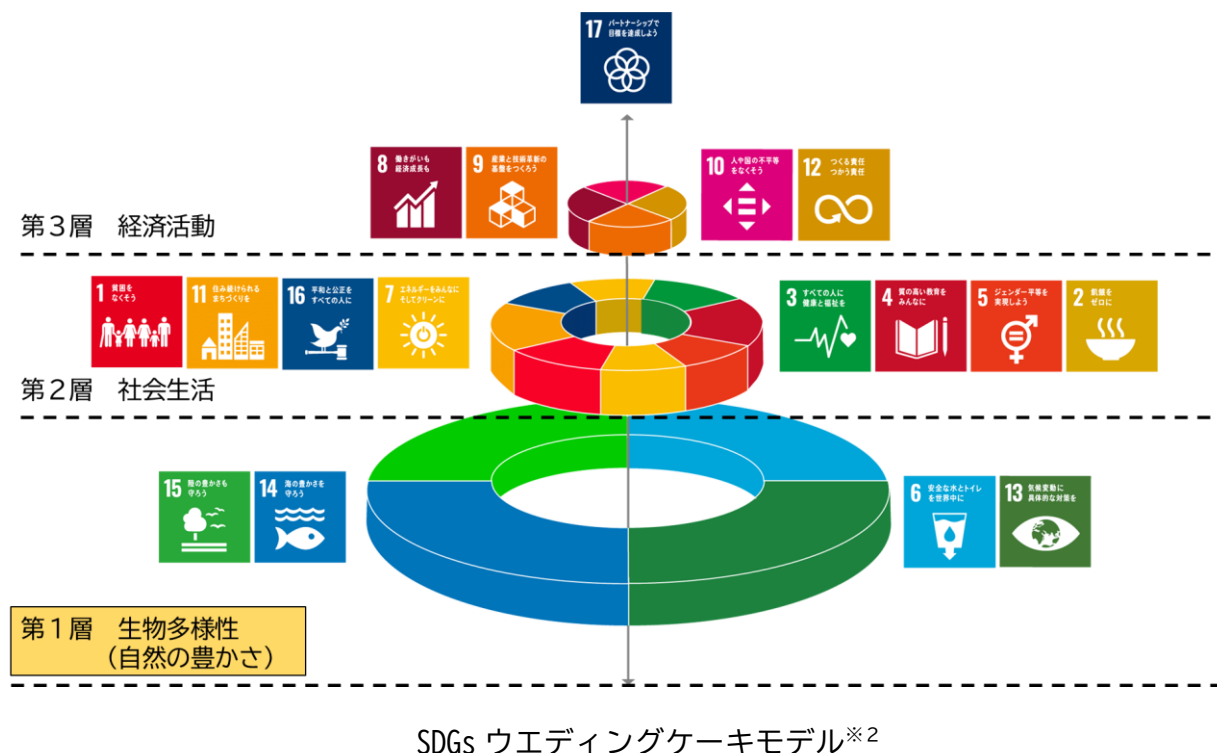 17 パートナーシップで
目標を達成しよう
8 働きがいも
経済成長も
9 産業と技術革新の
基盤をつくろう
10 人や国の不平等
をなくそう
12 つくる責任
つかう責任
第3層 経済活動
1 貧困を
なくそう
11 住み続けられる
まちづくりを
16 平和と公正を
すべての人に
7 エネルギーをみんなに
そしてクリーンに
3 すべての人に
健康と福祉を
4 質の高い教育を
みんなに
5 ジェンダー平等を
実現しよう
2 飢餓を
ゼロに
第2層 社会生活
15 陸の豊かさも
守ろう
14 海の豊かさを
守ろう
6 安全な水とトイレ
を世界中に
13 気候変動に
具体的な対策を
第1層 生物多様性
(自然の豊かさ)
SDGs ウエディングケーキモデル※2